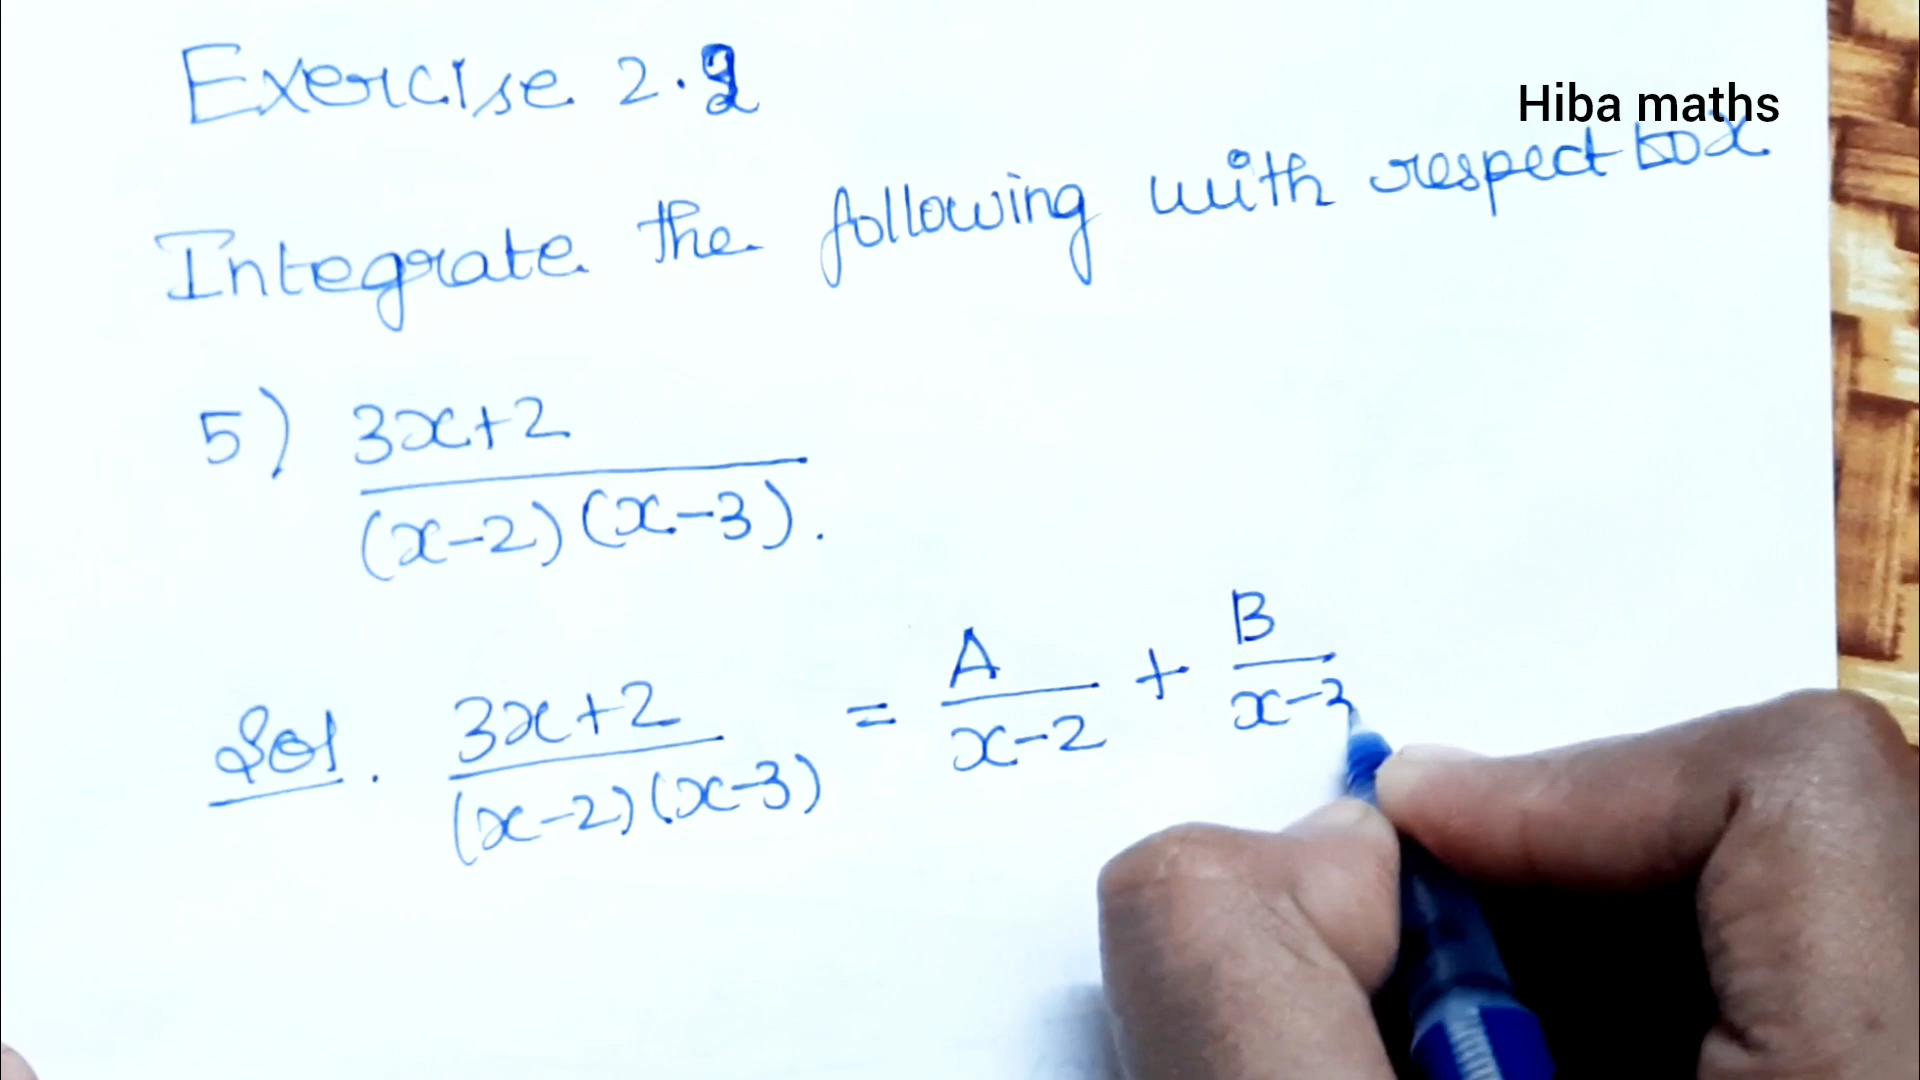 Exercise 2.2
Hiba maths
Integrate the following with respect to x
5) 3x+2
(x-2)(x-3).
Sol. 3x+2 = A + B
(x-2)(x-3) x-2 x-3